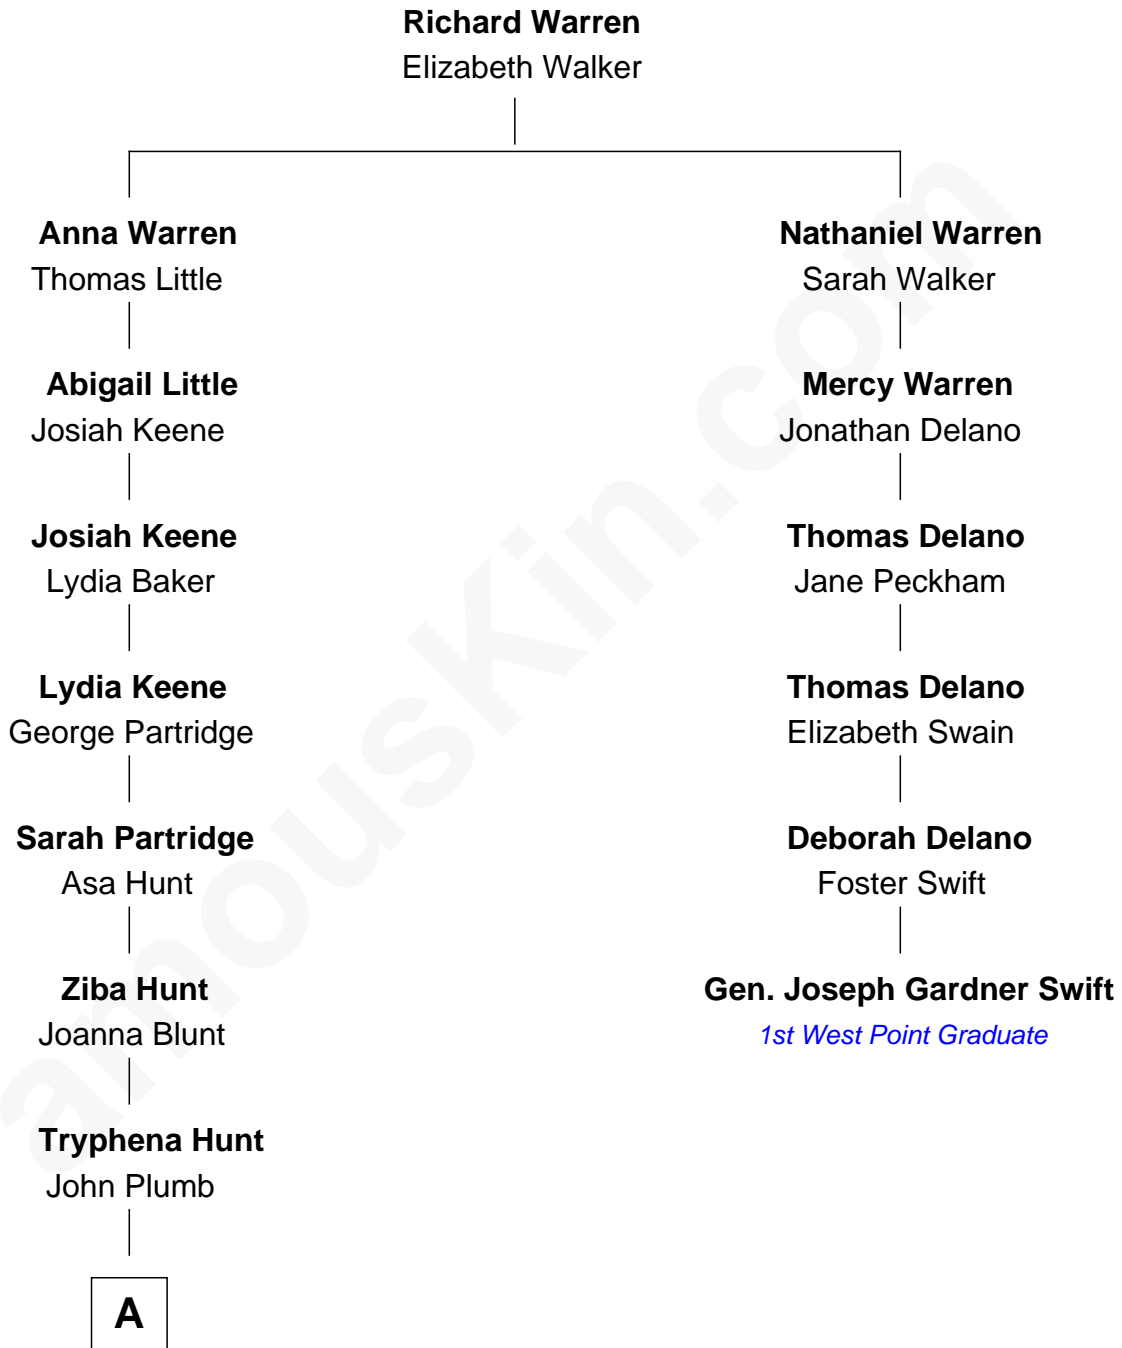 Richard Warren
Elizabeth Walker
Anna Warren
Thomas Little
Abigail Little
Josiah Keene
Josiah Keene
Lydia Baker
Lydia Keene
George Partridge
Sarah Partridge
Asa Hunt
Ziba Hunt
Joanna Blunt
Tryphena Hunt
John Plumb
A
Nathaniel Warren
Sarah Walker
Mercy Warren
Jonathan Delano
Thomas Delano
Jane Peckham
Thomas Delano
Elizabeth Swain
Deborah Delano
Foster Swift
Gen. Joseph Gardner Swift
1st West Point Graduate
amousKin.com